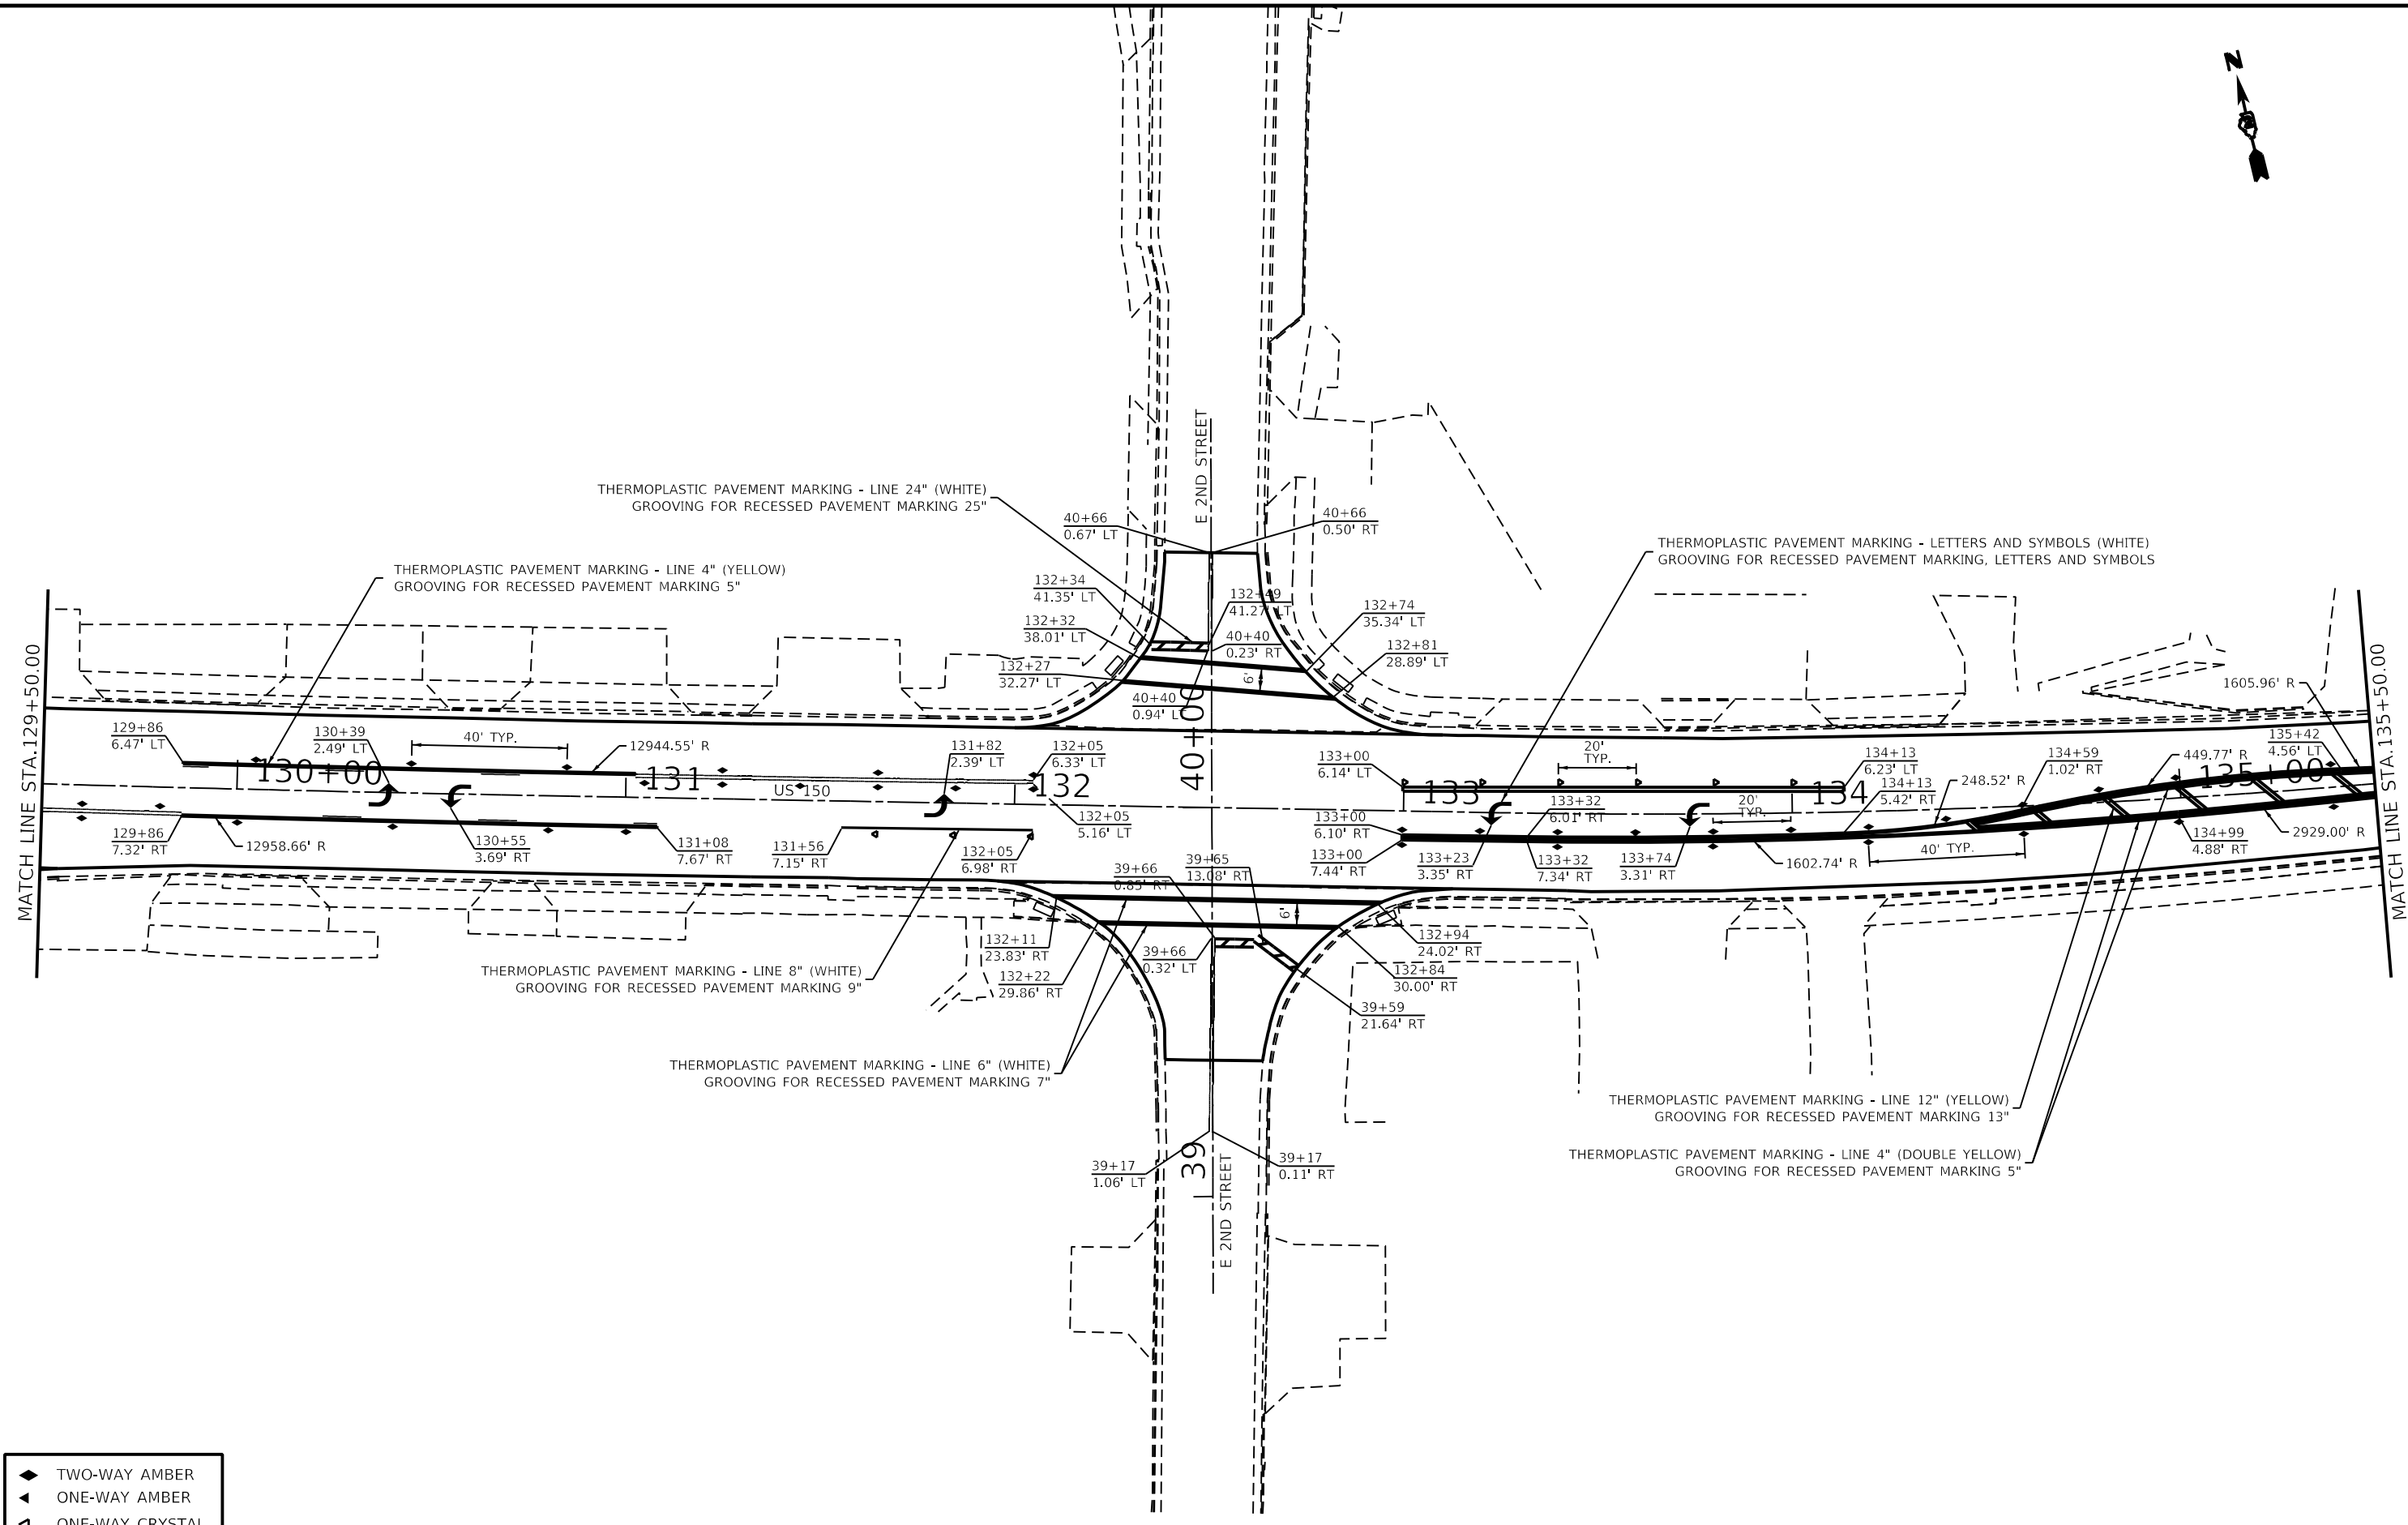 N
THERMOPLASTIC PAVEMENT MARKING - LINE 24" (WHITE)
GROOVING FOR RECESSED PAVEMENT MARKING 25"
E 2ND STREET
40+66
0.67' LT
40+66
0.50' RT
THERMOPLASTIC PAVEMENT MARKING - LETTERS AND SYMBOLS (WHITE)
GROOVING FOR RECESSED PAVEMENT MARKING, LETTERS AND SYMBOLS
THERMOPLASTIC PAVEMENT MARKING - LINE 4" (YELLOW)
GROOVING FOR RECESSED PAVEMENT MARKING 5"
132+34
41.35' LT
132+49
41.27' LT
132+74
35.34' LT
132+32
38.01' LT
40+40
0.23' RT
132+81
28.89' LT
132+27
32.27' LT
6'
40+40
0.94' LT
MATCH LINE STA.129+50.00
MATCH LINE STA.135+50.00
1605.96' R
129+86
6.47' LT
130+39
2.49' LT
40' TYP.
12944.55' R
131+82
2.39' LT
132+05
6.33' LT
40+00
133+00
6.14' LT
20'
TYP.
134+13
6.23' LT
134+59
1.02' RT
449.77' R
135+42
4.56' LT
130+00
131
US 150
132
133
134
135+00
248.52' R
134+13
5.42' RT
133+32
6.01' RT
20'
TYP.
132+05
5.16' LT
133+00
6.10' RT
129+86
7.32' RT
12958.66' R
130+55
3.69' RT
131+08
7.67' RT
131+56
7.15' RT
132+05
6.98' RT
39+66
0.85' RT
39+65
13.08' RT
133+00
7.44' RT
133+23
3.35' RT
133+32
7.34' RT
133+74
3.31' RT
1602.74' R
40' TYP.
134+99
4.88' RT
2929.00' R
6'
132+11
23.83' RT
132+94
24.02' RT
39+66
0.32' LT
132+22
29.86' RT
132+84
30.00' RT
THERMOPLASTIC PAVEMENT MARKING - LINE 8" (WHITE)
GROOVING FOR RECESSED PAVEMENT MARKING 9"
39+59
21.64' RT
THERMOPLASTIC PAVEMENT MARKING - LINE 6" (WHITE)
GROOVING FOR RECESSED PAVEMENT MARKING 7"
THERMOPLASTIC PAVEMENT MARKING - LINE 12" (YELLOW)
GROOVING FOR RECESSED PAVEMENT MARKING 13"
THERMOPLASTIC PAVEMENT MARKING - LINE 4" (DOUBLE YELLOW)
GROOVING FOR RECESSED PAVEMENT MARKING 5"
39+17
1.06' LT
39
39+17
0.11' RT
E 2ND STREET
TWO-WAY AMBER
ONE-WAY AMBER
ONE-WAY CRYSTAL